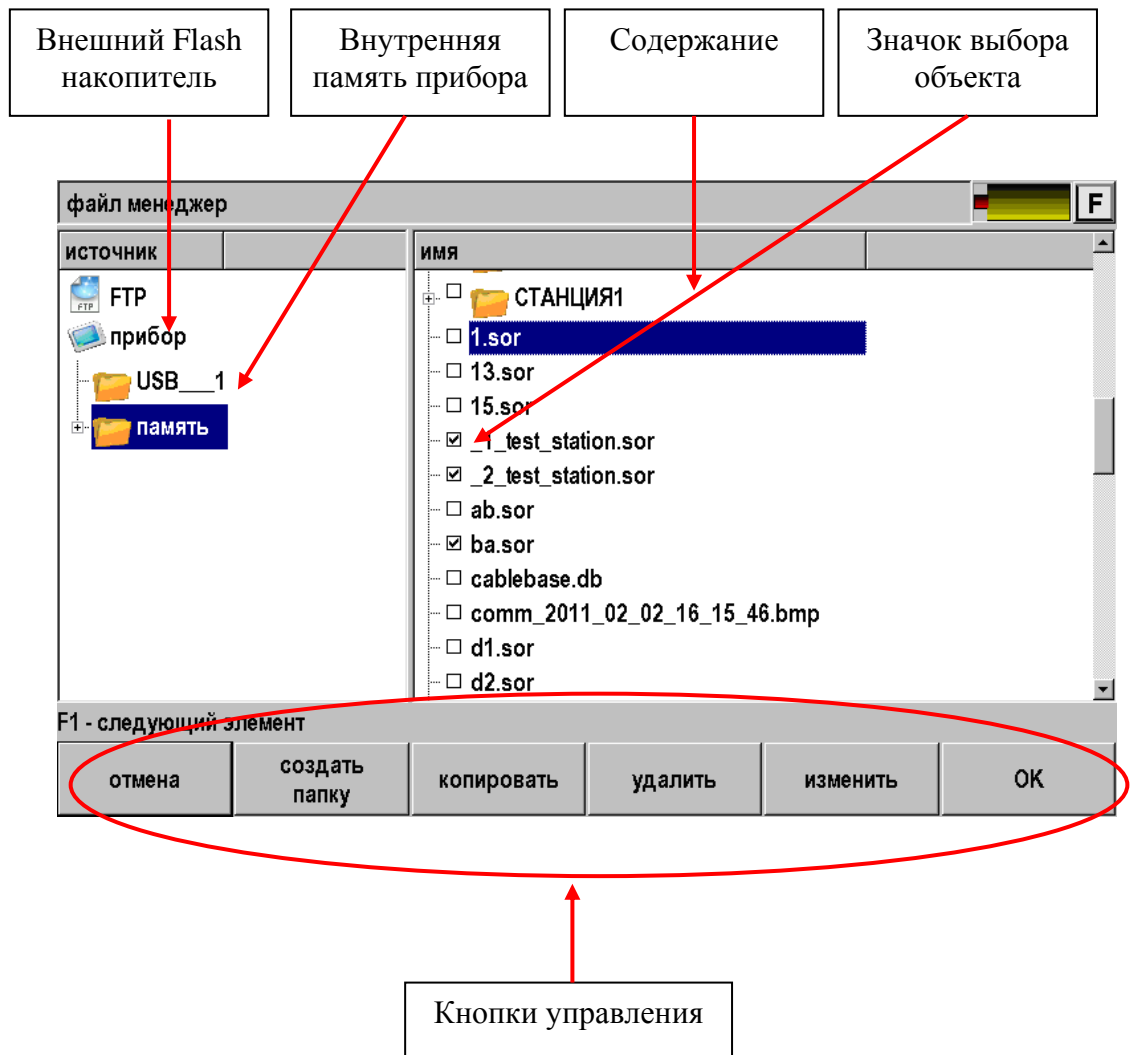 Внешний Flash
накопитель
Внутренняя
память прибора
Содержание
Значок выбора
объекта
файл менеджер
F
источник
имя
FTP
FTP
прибор
USB___1
память
СТАНЦИЯ1
1.sor
13.sor
15.sor
_1_test_station.sor
_2_test_station.sor
ab.sor
ba.sor
cablebase.db
comm_2011_02_02_16_15_46.bmp
d1.sor
d2.sor
F1 - следующий элемент
отмена
создать
папку
копировать
удалить
изменить
OK
Кнопки управления